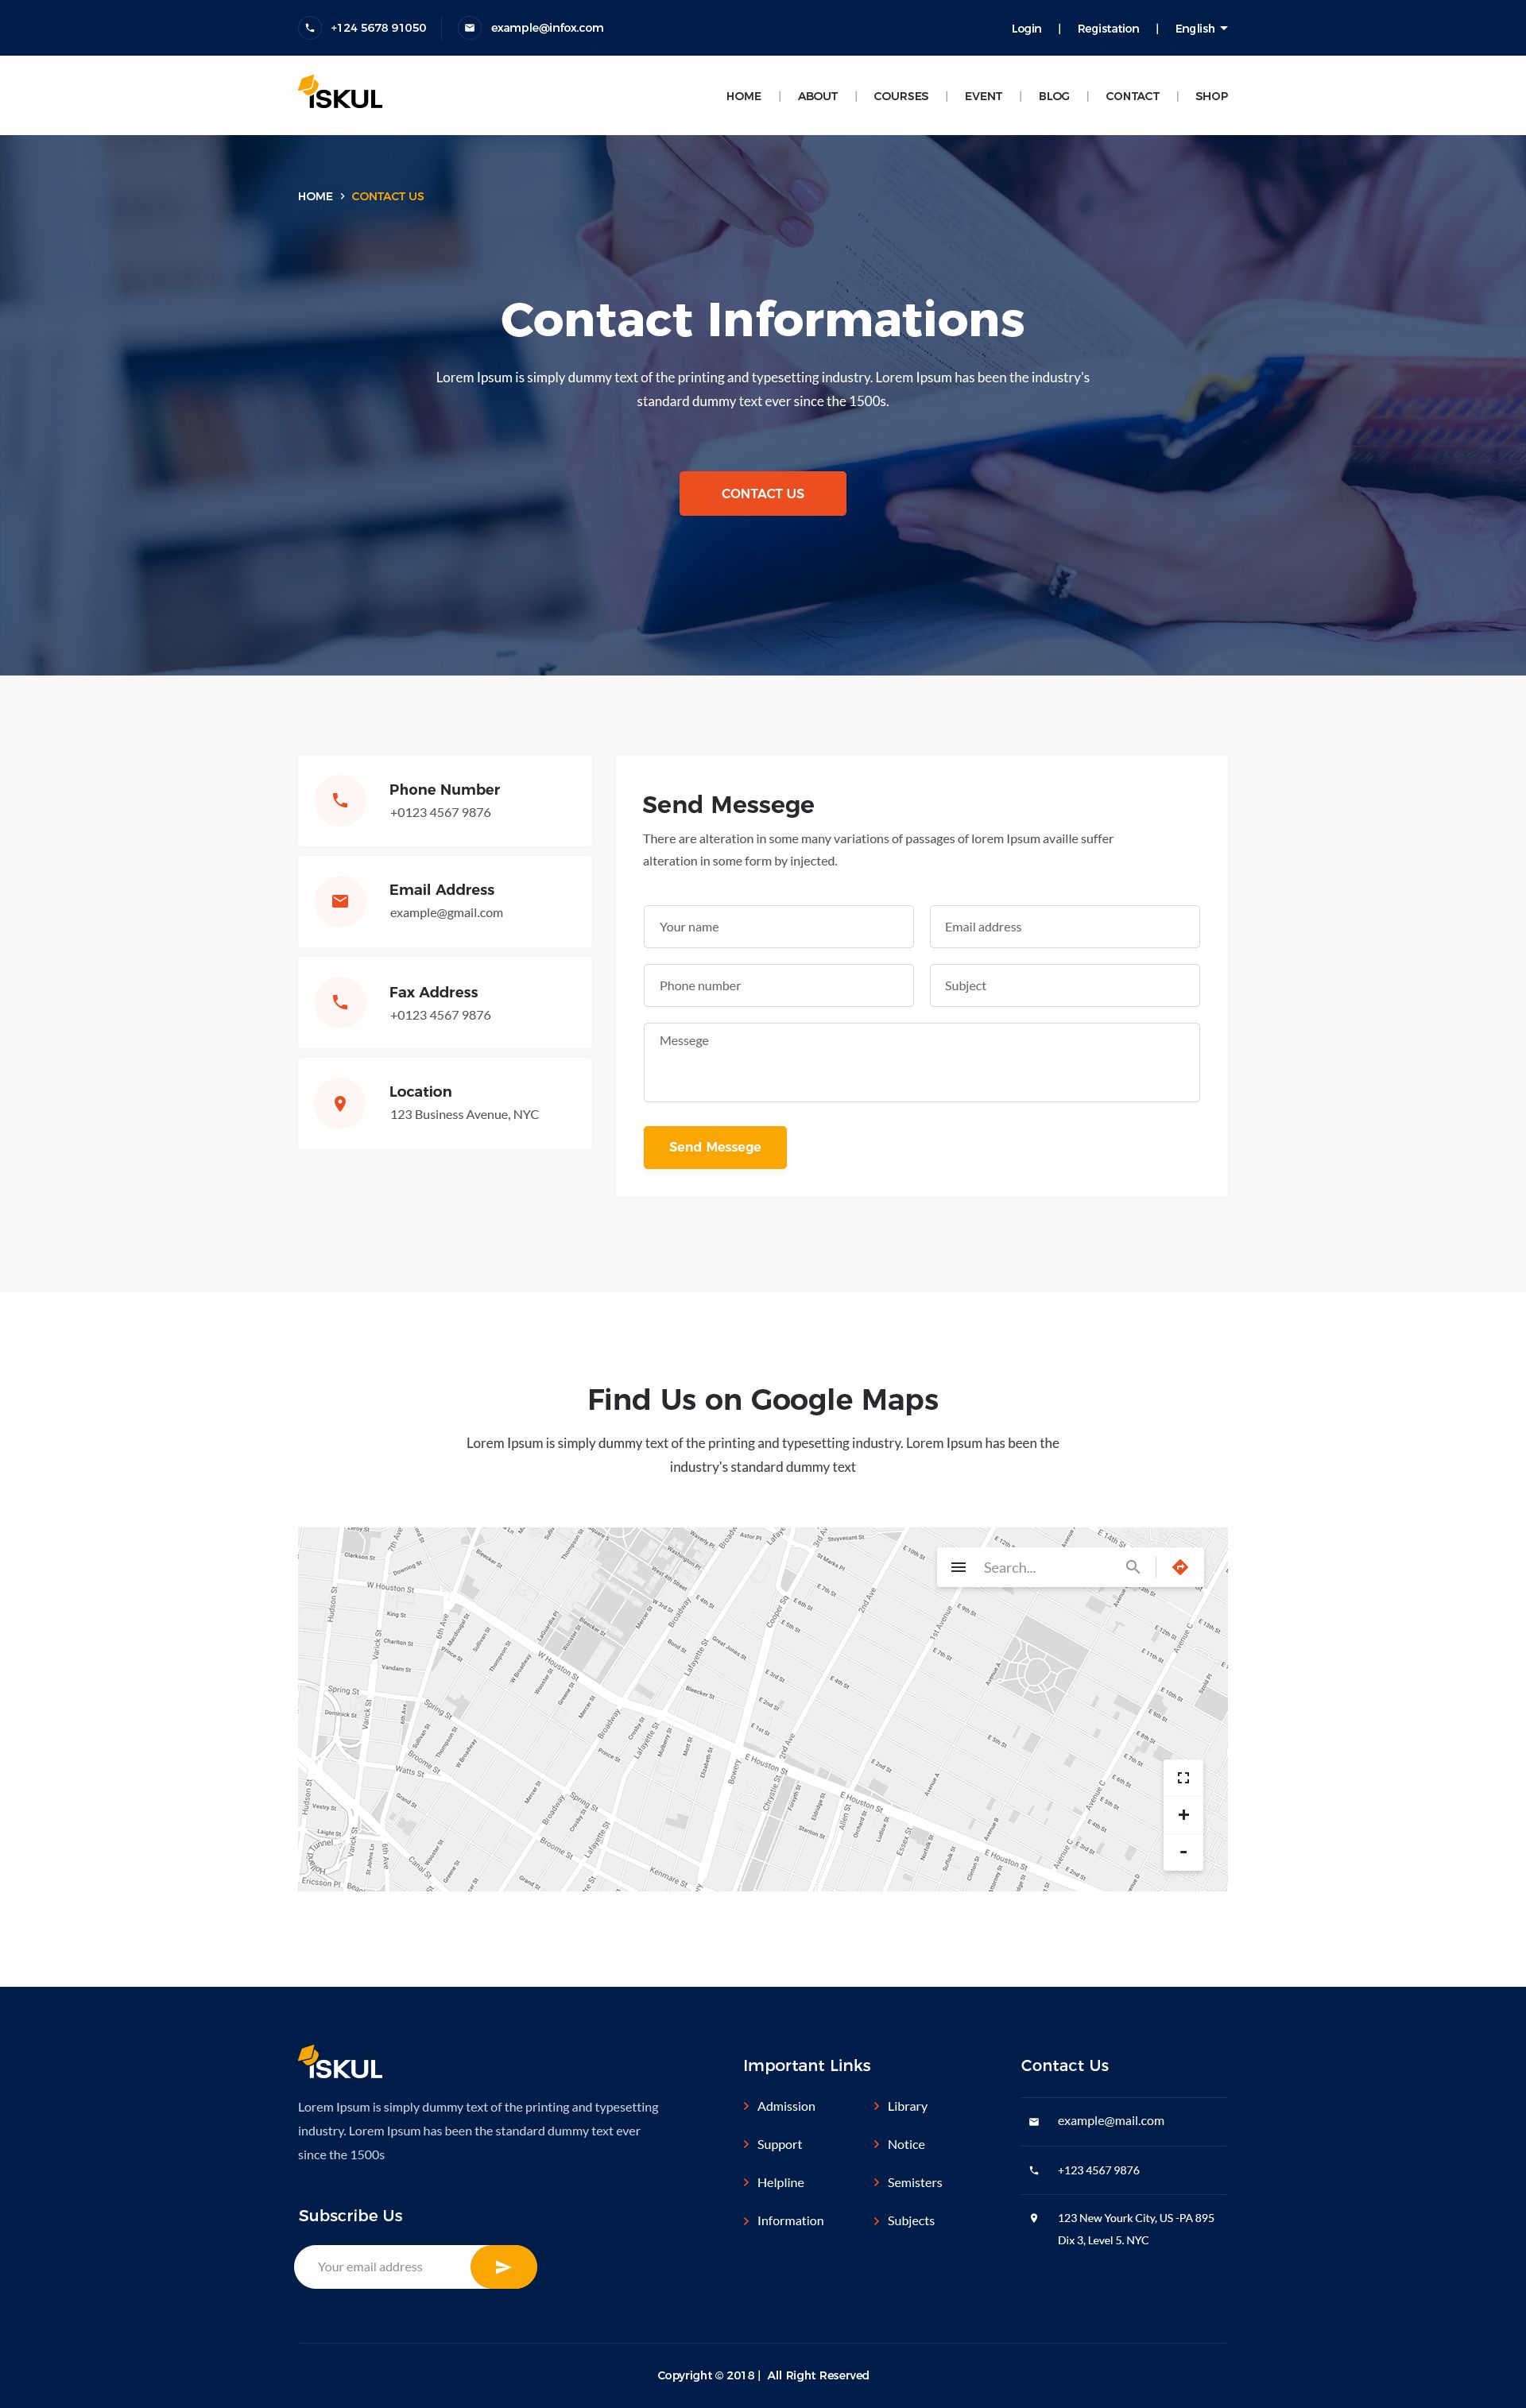 +124 5678 91050
example@infox.com
Login | Registation | English
ISKUL
HOME | ABOUT | COURSES | EVENT | BLOG | CONTACT | SHOP
HOME > CONTACT US
Contact Informations
Lorem Ipsum is simply dummy text of the printing and typesetting industry. Lorem Ipsum has been the industry's
standard dummy text ever since the 1500s.
CONTACT US
Phone Number
+0123 4567 9876
Email Address
example@gmail.com
Fax Address
+0123 4567 9876
Location
123 Business Avenue, NYC
Send Messege
There are alteration in some many variations of passages of lorem Ipsum availle suffer
alteration in some form by injected.
Your name
Email address
Phone number
Subject
Messege
Send Messege
Find Us on Google Maps
Lorem Ipsum is simply dummy text of the printing and typesetting industry. Lorem Ipsum has been the
industry's standard dummy text
Search...
Clarkson St
7th Ave
Downing St
W Houston St
Hudson St
King St
Charlton St
Vandam St
Varick St
6th Ave
Macdougal St
Sullivan St
Prince St
Thompson St
W Broadway
LaGuardia Pl
Wooster St
Bleecker St
Mercer St
W 3rd St
Washington Pl
Waverly Pl
Astor Pl
Stuyvesant St
St Marks Pl
E 10th St
E 14th St
Cooper Sq
E 7th St
E 6th St
E 5th St
E 4th St
Great Jones St
Bond St
Lafayette St
Broadway
2nd Ave
1st Avenue
E 9th St
Avenue A
Avenue C
Spring St
Dominick St
Broome St
Watts St
Grand St
Greene St
Crosby St
Mulberry St
Mott St
Elizabeth St
Bowery
E 3rd St
E 2nd St
E 1st St
E Houston St
Chrystie St
Forsyth St
Eldridge St
Stanton St
Allen St
Orchard St
Ludlow St
Essex St
Norfolk St
Suffolk St
Clinton St
Avenue B
Avenue D
Vestry St
Laight St
Canal St
St Johns Ln
Ericsson Pl
Kenmare St
+
-
ISKUL
Lorem Ipsum is simply dummy text of the printing and typesetting
industry. Lorem Ipsum has been the standard dummy text ever
since the 1500s
Subscribe Us
Your email address
Important Links
Admission
Library
Support
Notice
Helpline
Semisters
Information
Subjects
Contact Us
example@mail.com
+123 4567 9876
123 New Yourk City, US -PA 895
Dix 3, Level 5. NYC
Copyright © 2018 | All Right Reserved